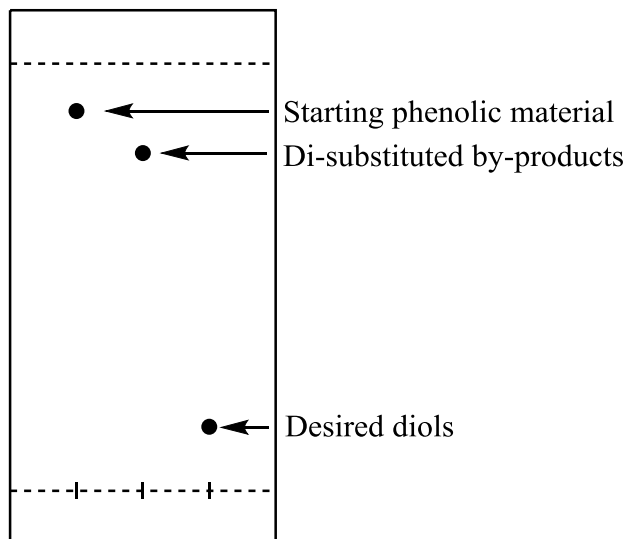 Starting phenolic material
Di-substituted by-products
Desired diols